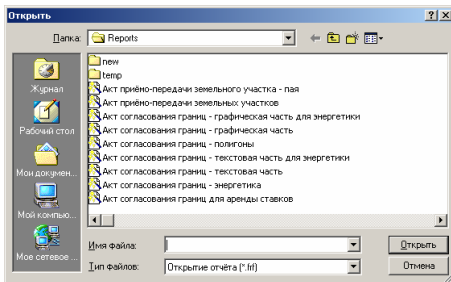 Открыть
Папка: Reports
new
temp
Акт приёмо-передачи земельного участка - пая
Акт приёмо-передачи земельных участков
Акт согласования границ - графическая часть для энергетики
Акт согласования границ - графическая часть
Акт согласования границ - полигоны
Акт согласования границ - текстовая часть для энергетики
Акт согласования границ - текстовая часть
Акт согласования границ - энергетика
Акт согласования границ для аренды ставков
Журнал
Рабочий стол
Мои докумен...
Мой компью...
Мое сетевое ...
Имя файла:
Открыть
Тип файлов: Открытие отчёта (*.frf)
Отмена